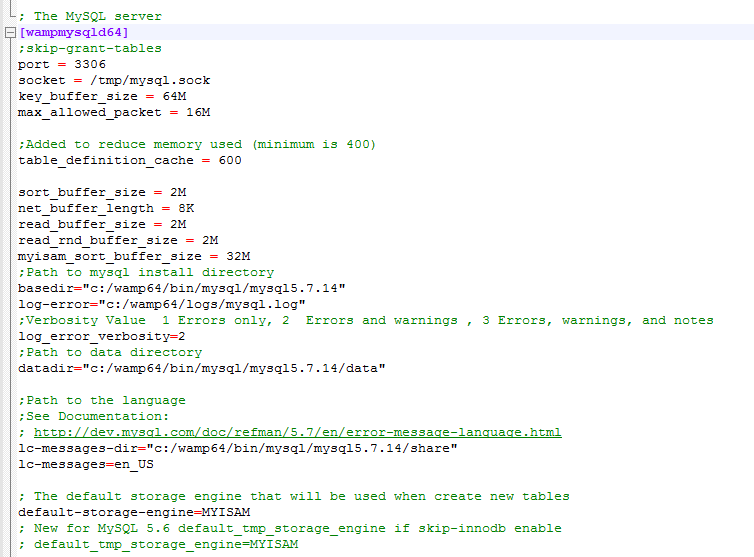 ; The MySQL server
[wampmysqld64]
;skip-grant-tables
port = 3306
socket = /tmp/mysql.sock
key_buffer_size = 64M
max_allowed_packet = 16M
;Added to reduce memory used (minimum is 400)
table_definition_cache = 600
sort_buffer_size = 2M
net_buffer_length = 8K
read_buffer_size = 2M
read_rnd_buffer_size = 2M
myisam_sort_buffer_size = 32M
;Path to mysql install directory
basedir="c:/wamp64/bin/mysql/mysql5.7.14"
log-error="c:/wamp64/logs/mysql.log"
;Verbosity Value  1 Errors only, 2  Errors and warnings , 3 Errors, warnings, and notes
log_error_verbosity=2
;Path to data directory
datadir="c:/wamp64/bin/mysql/mysql5.7.14/data"
;Path to the language
;See Documentation:
; http://dev.mysql.com/doc/refman/5.7/en/error-message-language.html
lc-messages-dir="c:/wamp64/bin/mysql/mysql5.7.14/share"
lc-messages=en_US
; The default storage engine that will be used when create new tables
default-storage-engine=MYISAM
; New for MySQL 5.6 default_tmp_storage_engine if skip-innodb enable
; default_tmp_storage_engine=MYISAM